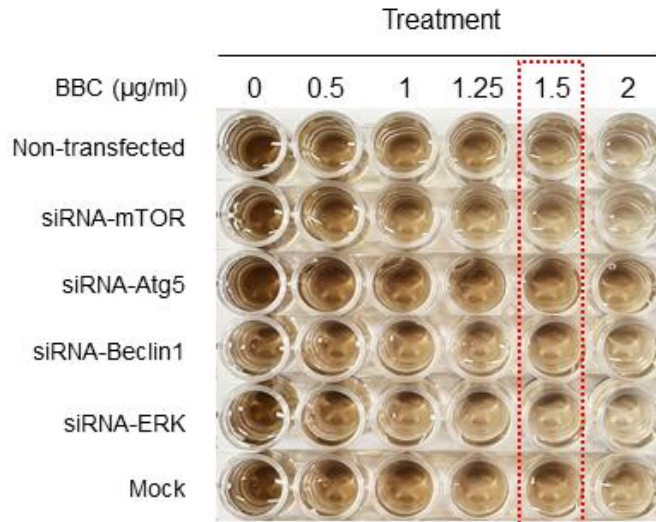 Treatment
BBC (µg/ml) 0 0.5 1 1.25 1.5 2
Non-transfected
siRNA-mTOR
siRNA-Atg5
siRNA-Beclin1
siRNA-ERK
Mock